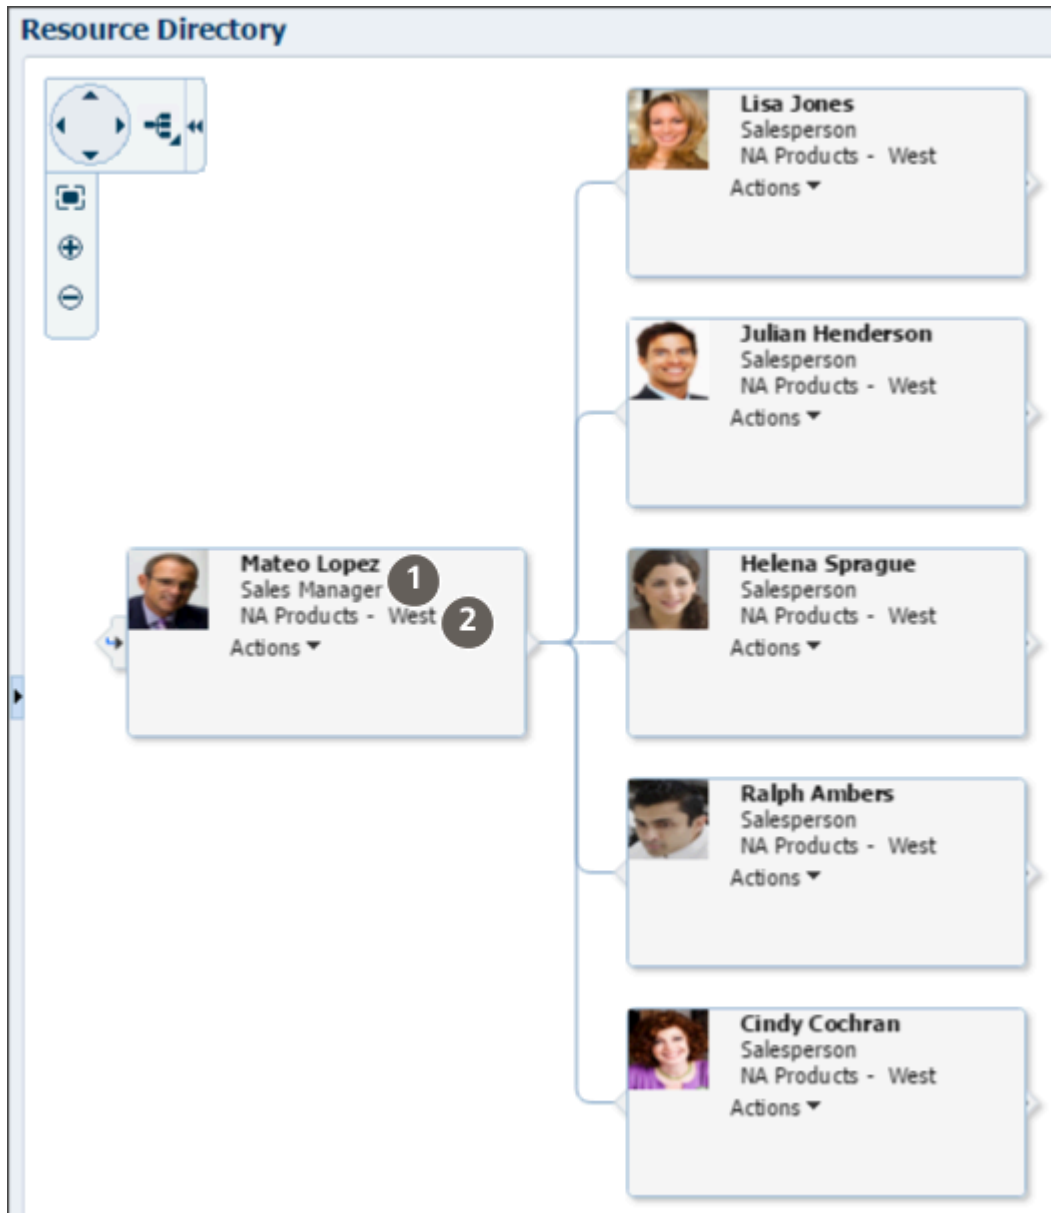 Resource Directory
Lisa Jones
Salesperson
NA Products - West
Actions
Julian Henderson
Salesperson
NA Products - West
Actions
Mateo Lopez
Sales Manager 1
NA Products - West 2
Actions
Helena Sprague
Salesperson
NA Products - West
Actions
Ralph Ambers
Salesperson
NA Products - West
Actions
Cindy Cochran
Salesperson
NA Products - West
Actions